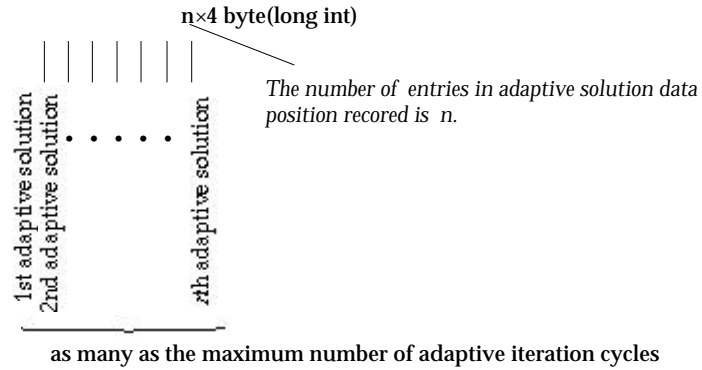 n×4 byte(long int)
The number of entries in adaptive solution data
position recored is n.
1st adaptive solution
2nd adaptive solution
. . . . .
rth adaptive solution
as many as the maximum number of adaptive iteration cycles